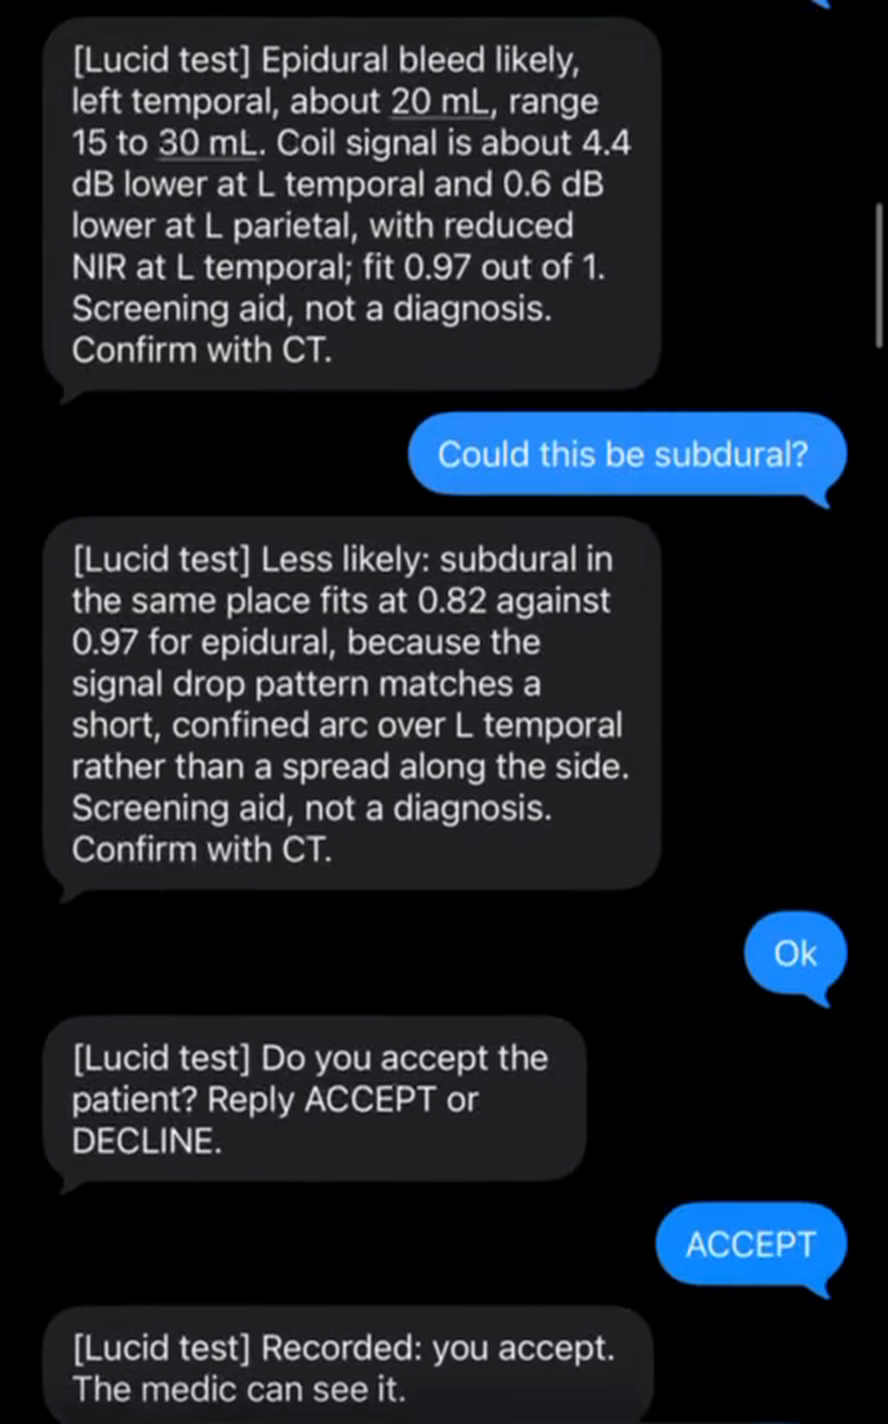 [Lucid test] Epidural bleed likely,
left temporal, about 20 mL, range
15 to 30 mL. Coil signal is about 4.4
dB lower at L temporal and 0.6 dB
lower at L parietal, with reduced
NIR at L temporal; fit 0.97 out of 1.
Screening aid, not a diagnosis.
Confirm with CT.
Could this be subdural?
[Lucid test] Less likely: subdural in
the same place fits at 0.82 against
0.97 for epidural, because the
signal drop pattern matches a
short, confined arc over L temporal
rather than a spread along the side.
Screening aid, not a diagnosis.
Confirm with CT.
Ok
[Lucid test] Do you accept the
patient? Reply ACCEPT or
DECLINE.
ACCEPT
[Lucid test] Recorded: you accept.
The medic can see it.